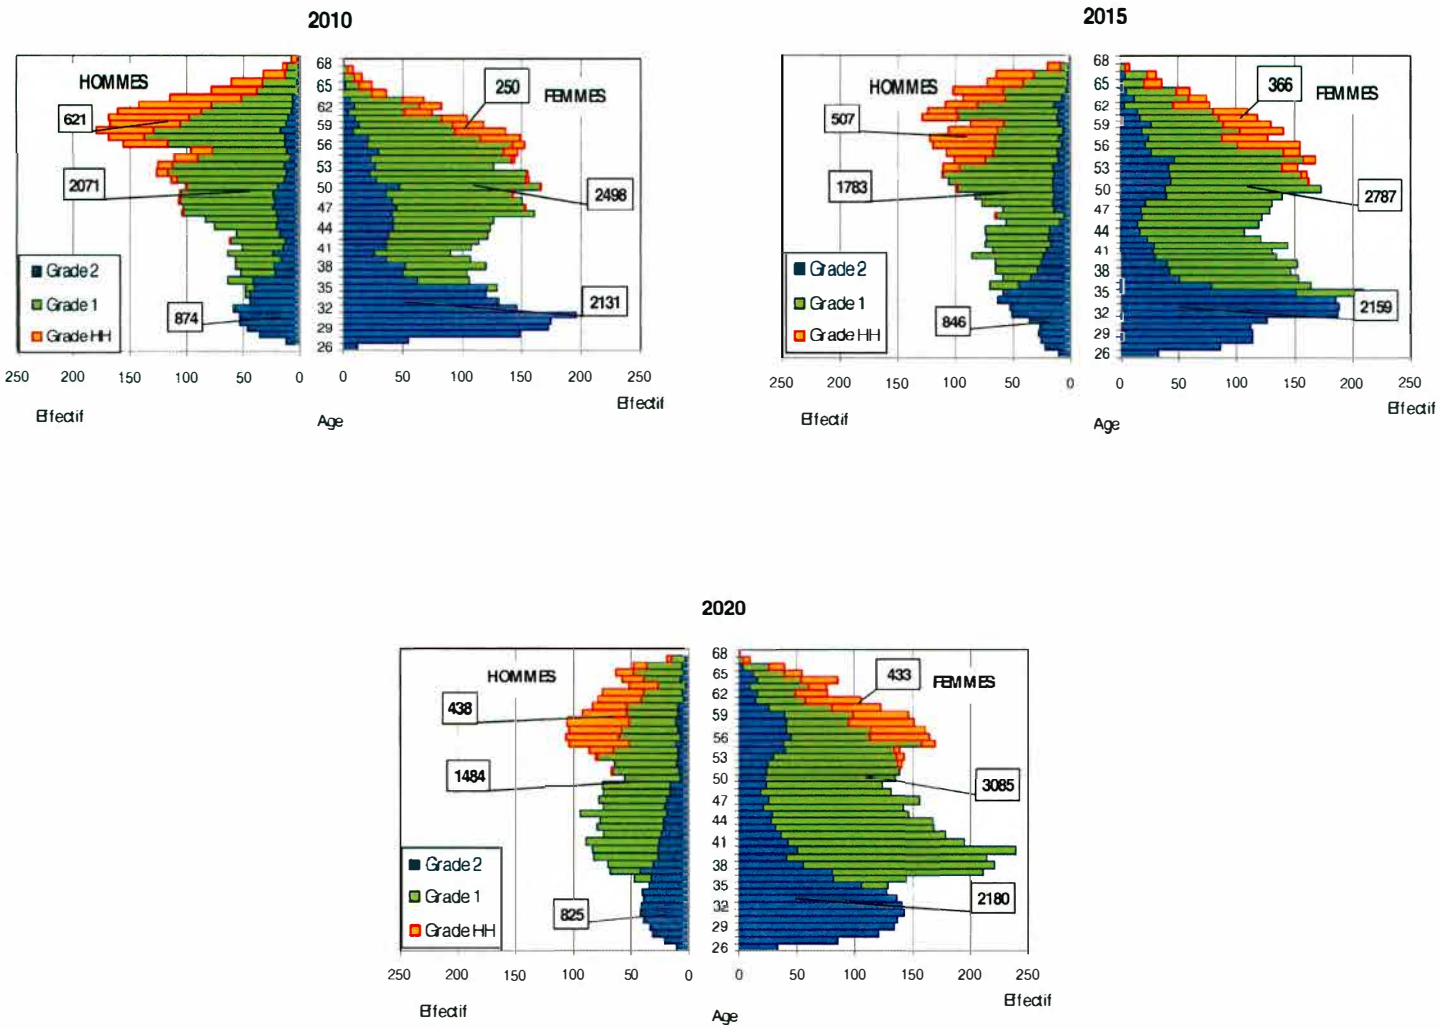 2010
HOMMES
FEMMES
621
2071
874
250
2498
2131
Grade 2
Grade 1
Grade HH
68
65
62
59
56
53
50
47
44
41
38
35
32
29
26
250 200 150 100 50 0
0 50 100 150 200 250
Effectif
Age
Effectif
2015
HOMMES
FEMMES
507
1783
846
366
2787
2159
Grade 2
Grade 1
Grade HH
68
65
62
59
56
53
50
47
44
41
38
35
32
29
26
250 200 150 100 50 0
0 50 100 150 200 250
Effectif
Age
Effectif
2020
HOMMES
FEMMES
438
1484
825
433
3085
2180
Grade 2
Grade 1
Grade HH
68
65
62
59
56
53
50
47
44
41
38
35
32
29
26
250 200 150 100 50 0
0 50 100 150 200 250
Effectif
Age
Effectif